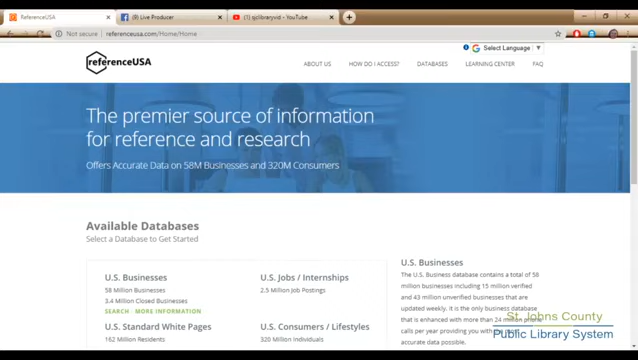 ReferenceUSA
(9) Live Producer
sjclibraryvid - YouTube
Not secure
referenceusa.com/Home/Home
Select Language
referenceUSA
ABOUT US
HOW DO I ACCESS?
DATABASES
LEARNING CENTER
FAQ
The premier source of information
for reference and research
Offers Accurate Data on 58M Businesses and 320M Consumers
Available Databases
Select a Database to Get Started
U.S. Businesses
58 Million Businesses
3.4 Million Closed Businesses
SEARCH · MORE INFORMATION
U.S. Jobs / Internships
2.5 Million Job Postings
U.S. Standard White Pages
162 Million Residents
U.S. Consumers / Lifestyles
320 Million Individuals
U.S. Businesses
The U.S. Business database contains a total of 58
million businesses including 15 million verified
and 43 million unverified businesses that are
updated weekly. It is the only business database
that is enhanced with more than 24 million phone
calls per year providing you with the most
accurate data possible.
St. Johns County
Public Library System